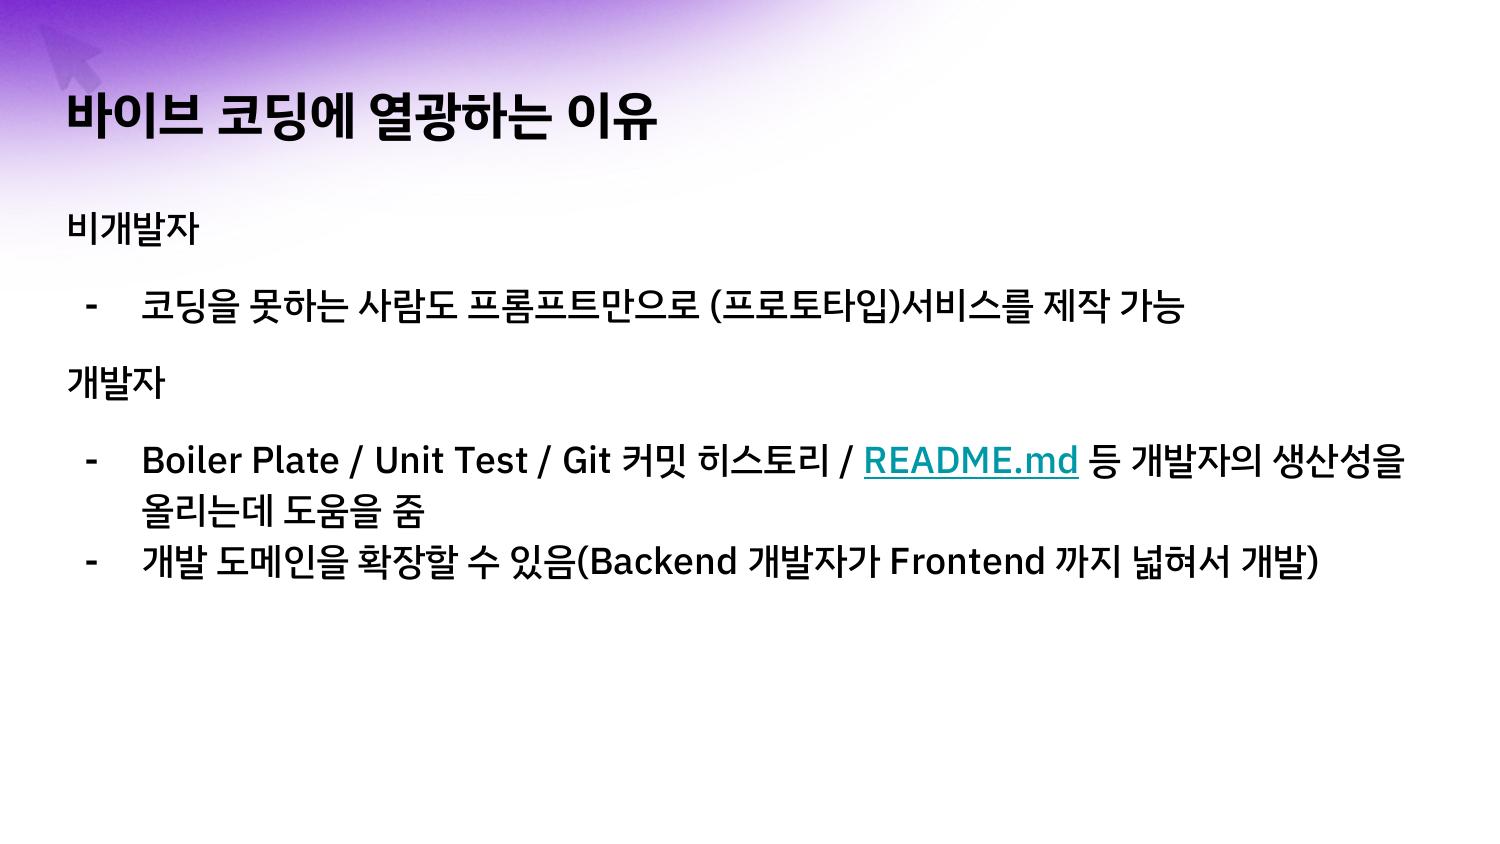 바이브 코딩에 열광하는 이유
비개발자
- 코딩을 못하는 사람도 프롬프트만으로 (프로토타입)서비스를 제작 가능
개발자
- Boiler Plate / Unit Test / Git 커밋 히스토리 / README.md 등 개발자의 생산성을
올리는데 도움을 줌
- 개발 도메인을 확장할 수 있음(Backend 개발자가 Frontend 까지 넓혀서 개발)